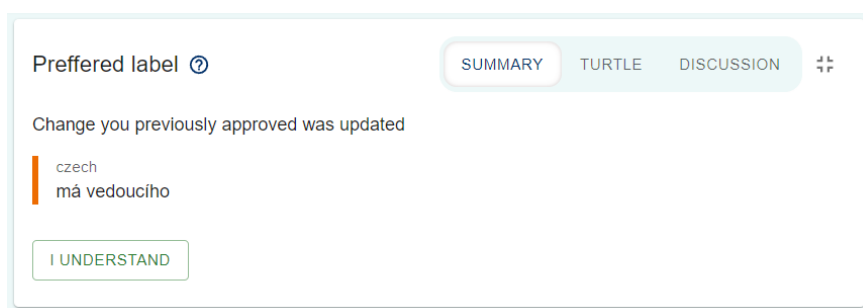 Preffered label
SUMMARY TURTLE DISCUSSION
Change you previously approved was updated
czech
má vedoucího
I UNDERSTAND